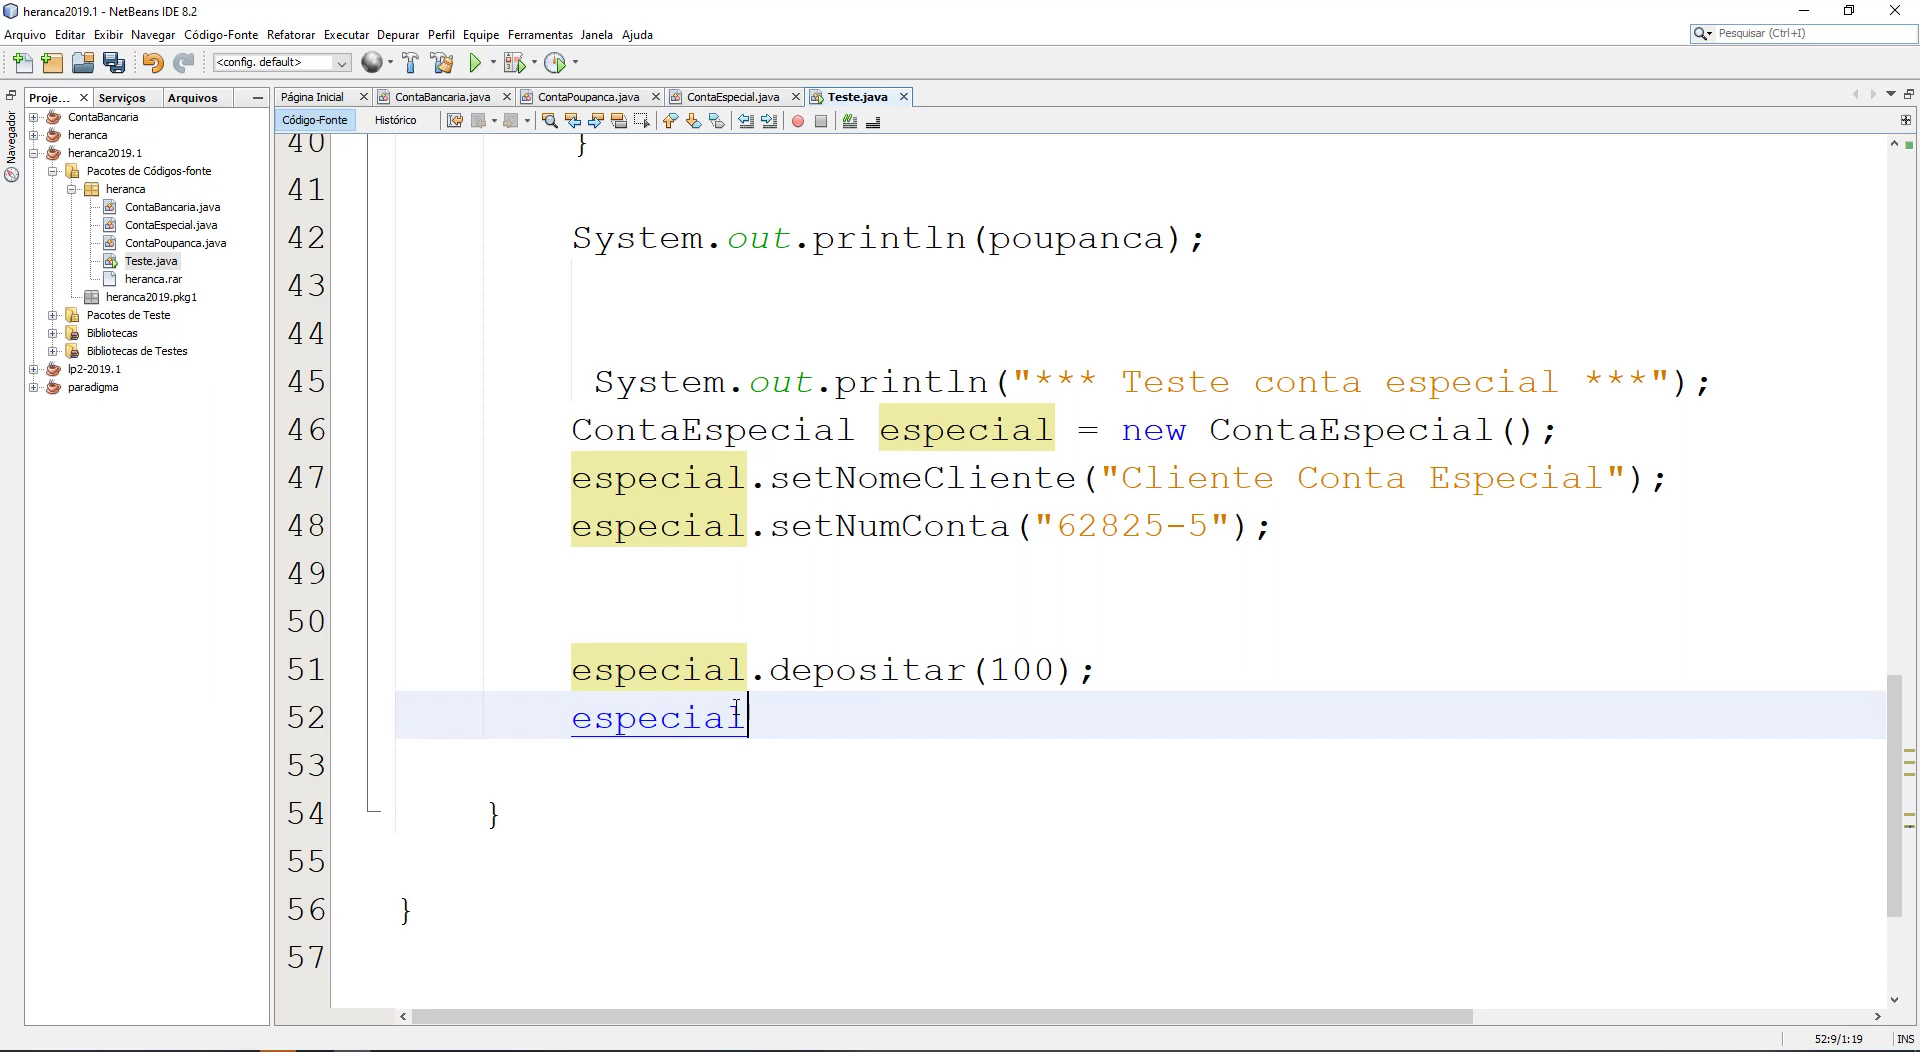 heranca2019.1 - NetBeans IDE 8.2
Arquivo Editar Exibir Navegar Código-Fonte Refatorar Executar Depurar Perfil Equipe Ferramentas Janela Ajuda
Pesquisar (Ctrl+I)
<config. default>
Proje... Serviços Arquivos
Página Inicial ContaBancaria.java ContaPoupanca.java ContaEspecial.java Teste.java
Código-Fonte Histórico
Navegador
ContaBancaria
heranca
heranca2019.1
Pacotes de Códigos-fonte
heranca
ContaBancaria.java
ContaEspecial.java
ContaPoupanca.java
Teste.java
heranca.rar
heranca2019.pkg1
Pacotes de Teste
Bibliotecas
Bibliotecas de Testes
lp2-2019.1
paradigma
40 }
41
42 System.out.println(poupanca);
43
44
45 System.out.println("*** Teste conta especial ***");
46 ContaEspecial especial = new ContaEspecial();
47 especial.setNomeCliente("Cliente Conta Especial");
48 especial.setNumConta("62825-5");
49
50
51 especial.depositar(100);
52 especial
53
54 }
55
56 }
57
52:9/1:19 INS